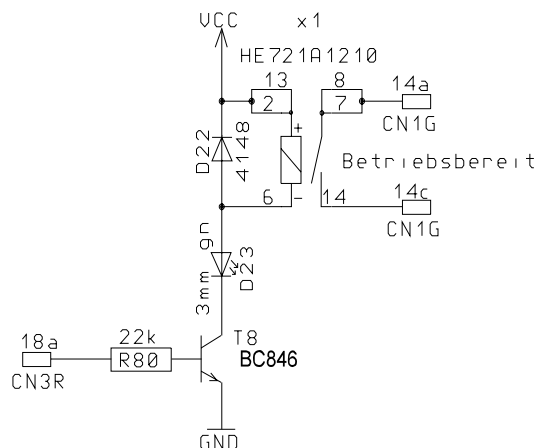 VCC
x1
HE721A1210
13
8
14a
2
7
CN1G
D22
4148
+
Betriebsbereit
6
-
14
14c
CN1G
3mm gn
D23
22k
T8
18a
R80
BC846
CN3R
GND